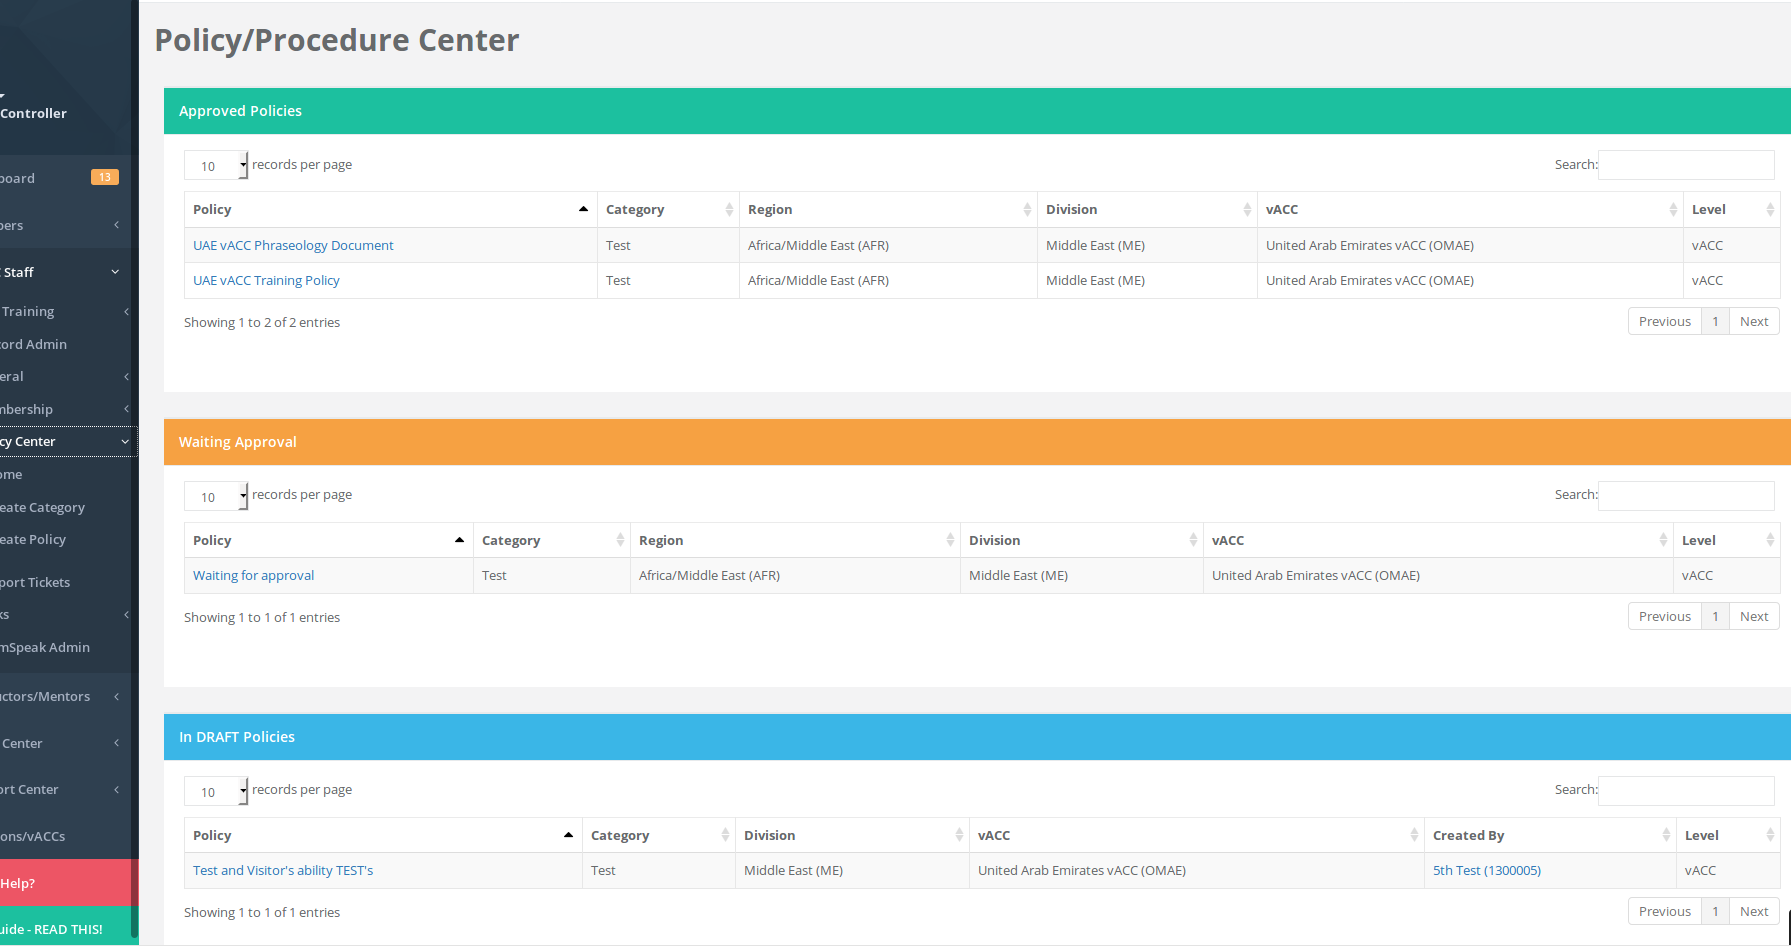 Policy/Procedure Center
Controller
board 13
bers
Staff
Training
cord Admin
eral
mbership
cy Center
ome
eate Category
eate Policy
port Tickets
ks
mSpeak Admin
uctors/Mentors
Center
ort Center
ons/vACCs
Help?
uide - READ THIS!
Approved Policies
10 records per page Search:
Policy Category Region Division vACC Level
UAE vACC Phraseology Document Test Africa/Middle East (AFR) Middle East (ME) United Arab Emirates vACC (OMAE) vACC
UAE vACC Training Policy Test Africa/Middle East (AFR) Middle East (ME) United Arab Emirates vACC (OMAE) vACC
Showing 1 to 2 of 2 entries Previous 1 Next
Waiting Approval
10 records per page Search:
Policy Category Region Division vACC Level
Waiting for approval Test Africa/Middle East (AFR) Middle East (ME) United Arab Emirates vACC (OMAE) vACC
Showing 1 to 1 of 1 entries Previous 1 Next
In DRAFT Policies
10 records per page Search:
Policy Category Division vACC Created By Level
Test and Visitor's ability TEST's Test Middle East (ME) United Arab Emirates vACC (OMAE) 5th Test (1300005) vACC
Showing 1 to 1 of 1 entries Previous 1 Next